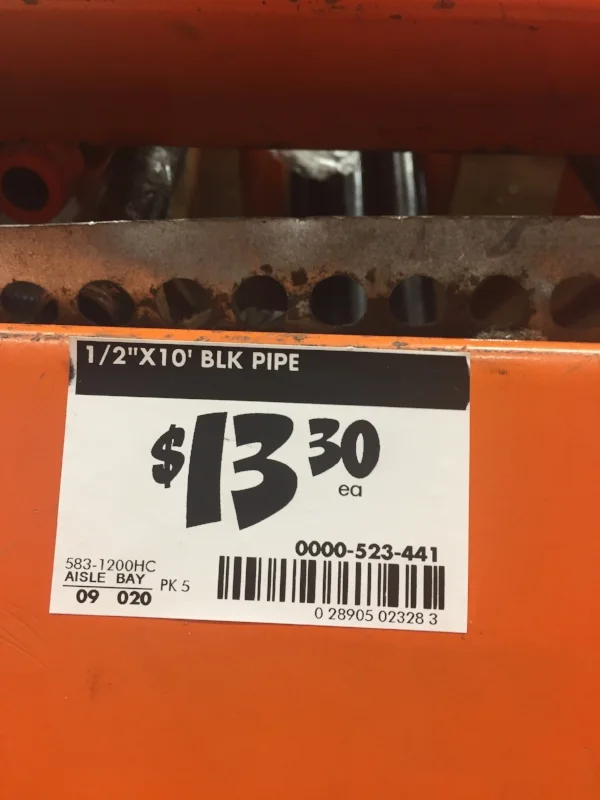 1/2"X10' BLK PIPE
$13 30
ea
0000-523-441
583-1200HC
AISLE BAY
09 020
PK 5
0 28905 02328 3